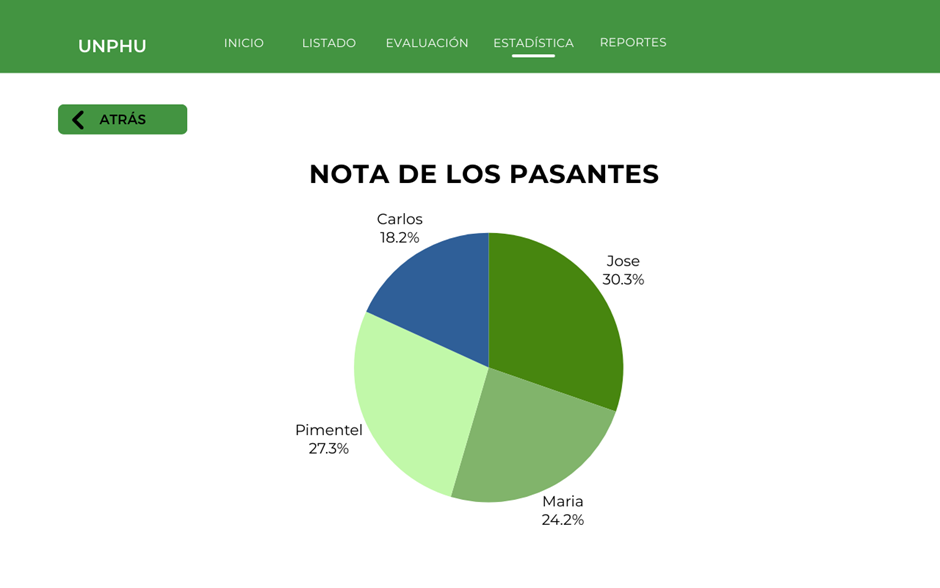 UNPHU
INICIO
LISTADO
EVALUACIÓN
ESTADÍSTICA
REPORTES
ATRÁS
NOTA DE LOS PASANTES
Carlos
18.2%
Jose
30.3%
Pimentel
27.3%
Maria
24.2%